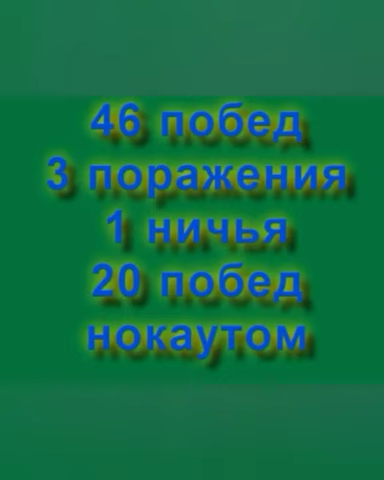 46 побед
3 поражения
1 ничья
20 побед
нокаутом